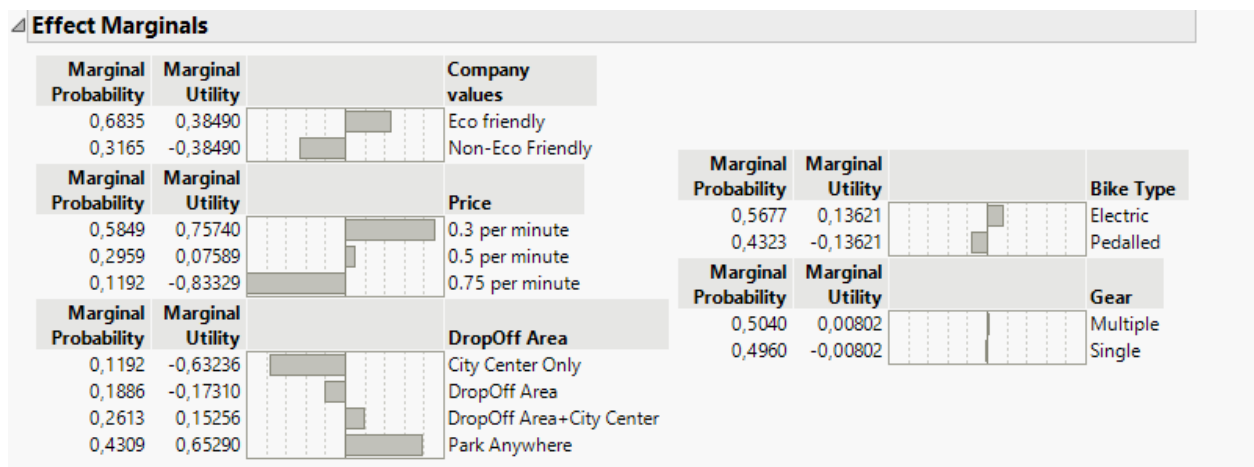 Effect Marginals
Marginal Marginal Company
Probability Utility values
0,6835 0,38490 Eco friendly
0,3165 -0,38490 Non-Eco Friendly
Marginal Marginal
Probability Utility Price
0,5849 0,75740 0.3 per minute
0,2959 0,07589 0.5 per minute
0,1192 -0,83329 0.75 per minute
Marginal Marginal
Probability Utility DropOff Area
0,1192 -0,63236 City Center Only
0,1886 -0,17310 DropOff Area
0,2613 0,15256 DropOff Area+City Center
0,4309 0,65290 Park Anywhere
Marginal Marginal
Probability Utility Bike Type
0,5677 0,13621 Electric
0,4323 -0,13621 Pedalled
Marginal Marginal
Probability Utility Gear
0,5040 0,00802 Multiple
0,4960 -0,00802 Single